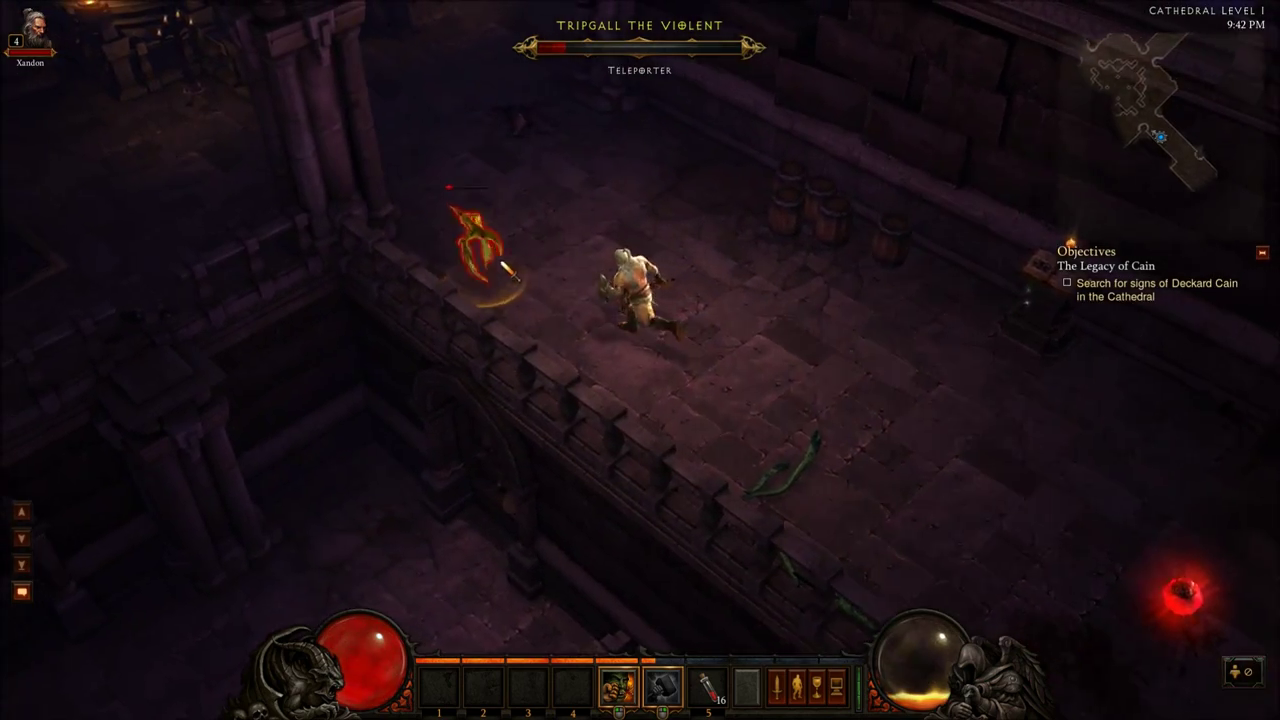 4
Xandon
TRIPGALL THE VIOLENT
TELEPORTER
CATHEDRAL LEVEL 1
9:42 PM
Objectives
The Legacy of Cain
Search for signs of Deckard Cain
in the Cathedral
16
1 2 3 4 5